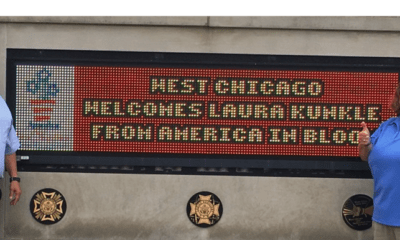 WEST CHICAGO
WELCOMES LAURA KUNKLE
FROM AMERICA IN BLOOM